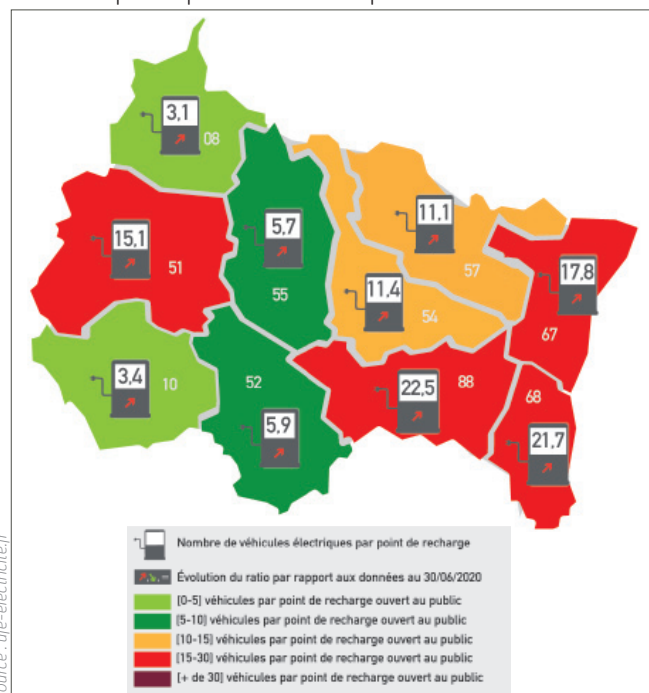 3,1
08
15,1
51
5,7
55
11,1
57
11,4
54
17,8
67
3,4
10
52
5,9
22,5
88
68
21,7
Nombre de véhicules électriques par point de recharge
Évolution du ratio par rapport aux données au 30/06/2020
[0-5] véhicules par point de recharge ouvert au public
[5-10] véhicules par point de recharge ouvert au public
[10-15] véhicules par point de recharge ouvert au public
[15-30] véhicules par point de recharge ouvert au public
[+ de 30] véhicules par point de recharge ouvert au public